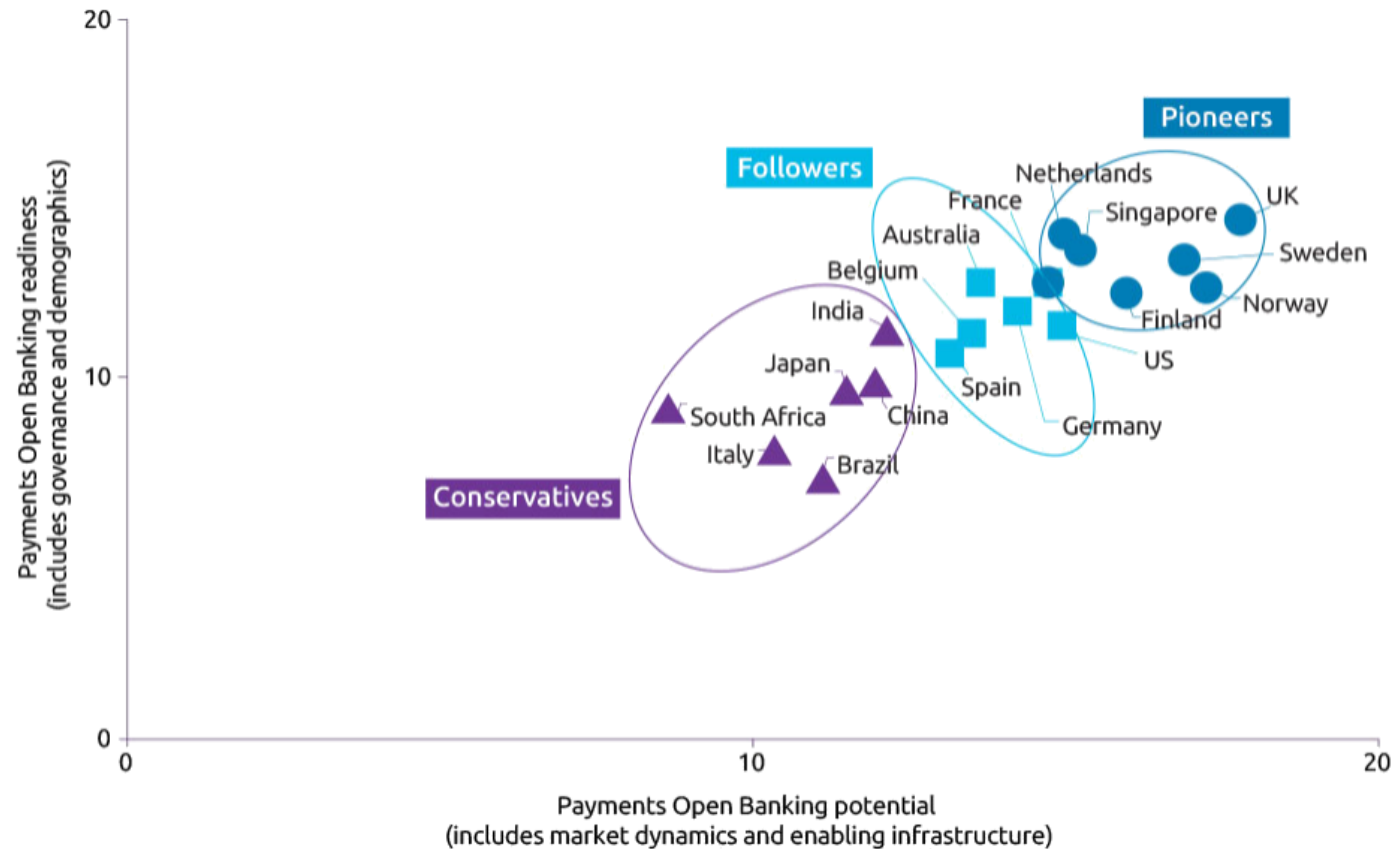 20
Pioneers
Followers
Netherlands
France
Singapore
UK
Australia
Sweden
Belgium
India
Norway
Finland
US
Japan
10
Spain
South Africa
China
Germany
Italy
Brazil
Conservatives
Payments Open Banking readiness
(includes governance and demographics)
0
0
10
20
Payments Open Banking potential
(includes market dynamics and enabling infrastructure)